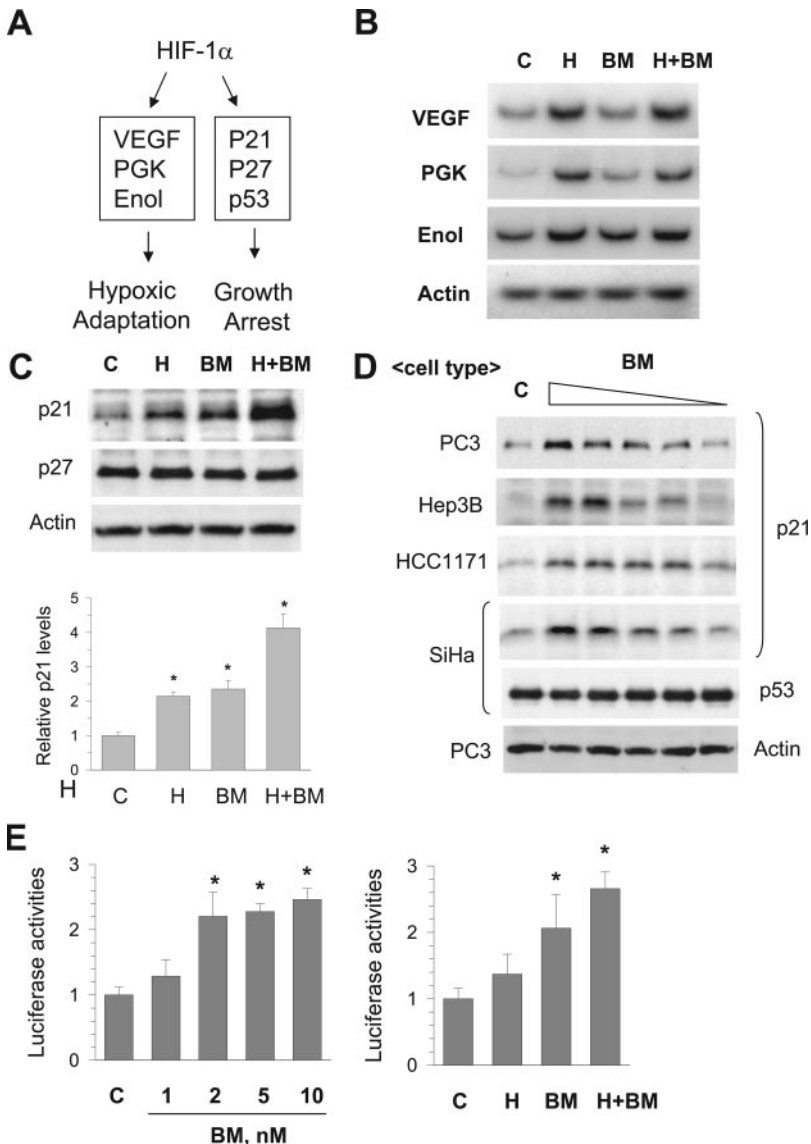 A
HIF-1α
VEGF
PGK
Enol
P21
P27
p53
Hypoxic
Adaptation
Growth
Arrest
B
C H BM H+BM
VEGF
PGK
Enol
Actin
C
C H BM H+BM
p21
p27
Actin
Relative p21 levels
5
4
3
2
1
0
*
*
*
H
C H BM H+BM
D
<cell type>
BM
C
PC3
Hep3B
HCC1171
SiHa
p21
p53
PC3
Actin
E
Luciferase activities
3
2
1
0
* * *
C 1 2 5 10
BM, nM
Luciferase activities
3
2
1
0
*
*
C H BM H+BM